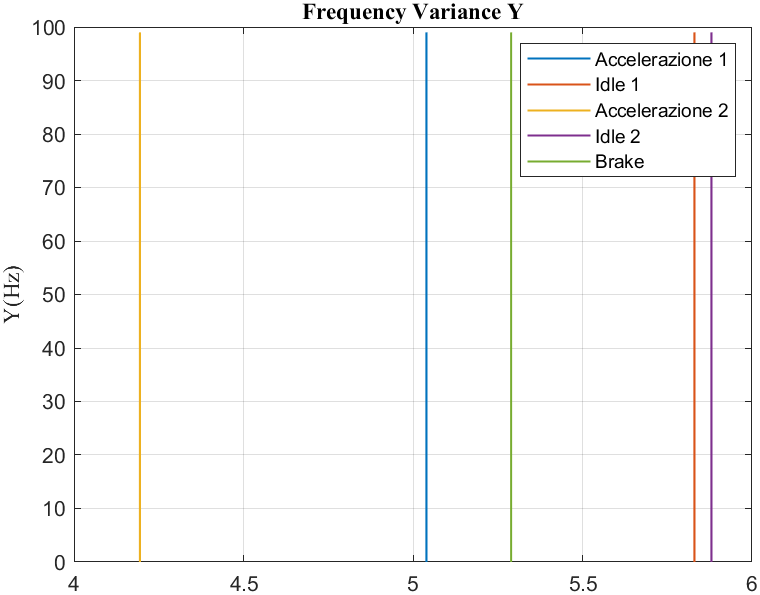 Frequency Variance Y
100
90
80
70
60
50
40
30
20
10
0
Y(Hz)
4
4.5
5
5.5
6
Accelerazione 1
Idle 1
Accelerazione 2
Idle 2
Brake